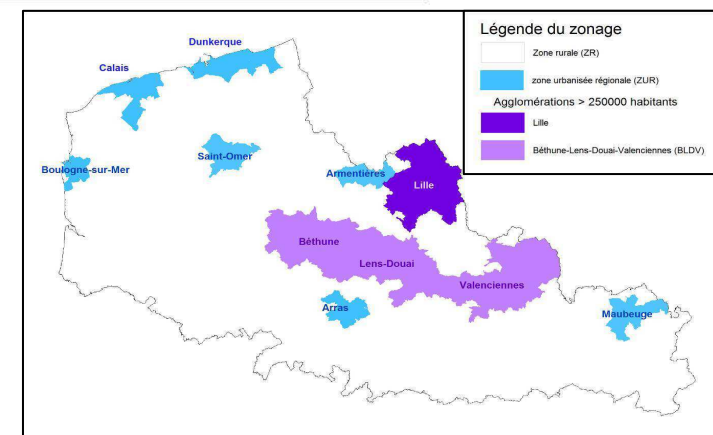 Légende du zonage
Zone rurale (ZR)
zone urbanisée régionale (ZUR)
Agglomérations > 250000 habitants
Lille
Béthune-Lens-Douai-Valenciennes (BLDV)
Dunkerque
Calais
Saint-Omer
Boulogne-sur-Mer
Armentières
Lille
Béthune
Lens-Douai
Valenciennes
Arras
Maubeuge